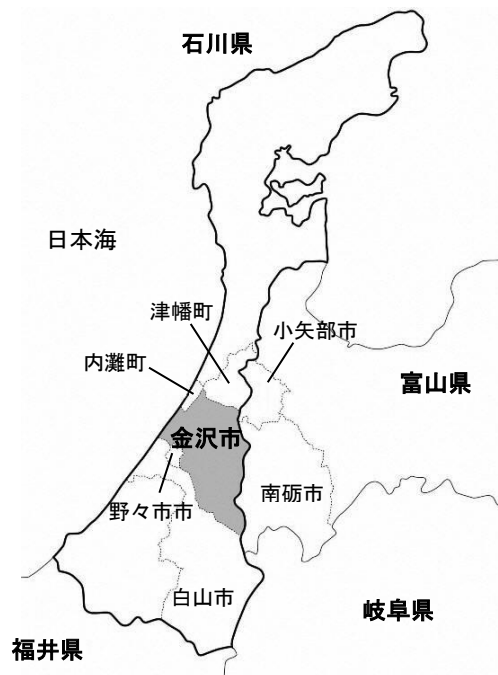 石川県
日本海
津幡町
小矢部市
内灘町
富山県
金沢市
南砺市
野々市市
白山市
岐阜県
福井県